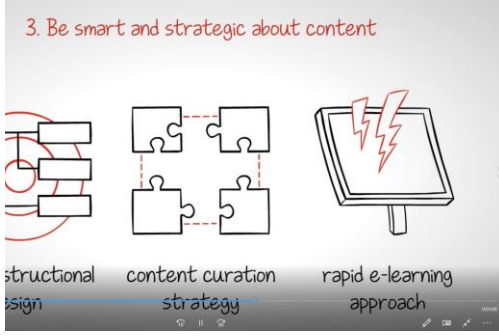 3. Be smart and strategic about content
structional
esign
content curation
strategy
rapid e-learning
approach